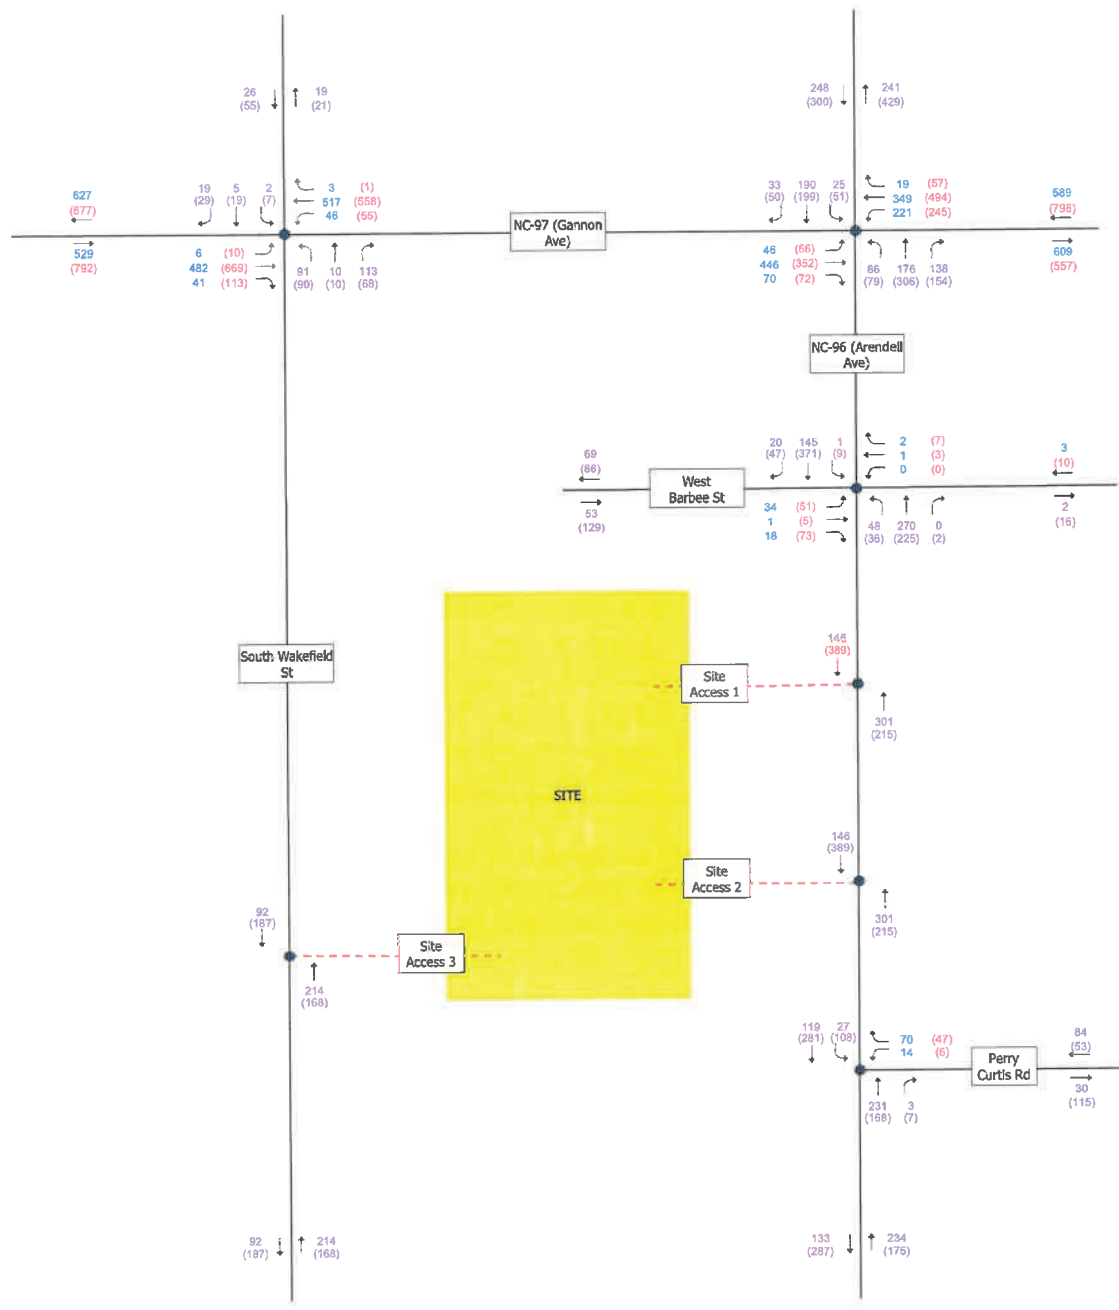 26 19 248 241
(55) (21) (300) (429)
19 5 2 3 (1)
(29) (19) (7) 517 (558)
46 (55)
627
(677)
529
(792)
6 (10)
482 (669)
41 (113)
91 10 113
(90) (10) (68)
NC-97 (Gannon
Ave)
33 190 25 19 (57)
(50) (199) (51) 349 (494)
221 (245)
589
(796)
609
(557)
46 (66)
446 (352)
70 (72)
86 176 138
(79) (306) (154)
NC-96 (Arendell
Ave)
20 145 1 2 (7)
(47) (371) (9) 1 (3)
0 (0)
3
(10)
69
(86)
West
Barbee St
53
(129)
34 (51)
1 (5)
18 (73)
48 270 0
(36) (225) (2)
2
(16)
South Wakefield
St
146
(389)
Site
Access 1
301
(215)
SITE
146
(389)
Site
Access 2
301
(215)
92
(187)
Site
Access 3
214
(168)
119 27 70 (47)
(281) (108) 14 (6)
84
(53)
Perry
Curtis Rd
30
(115)
231 3
(168) (7)
92 214 133 234
(187) (168) (287) (175)